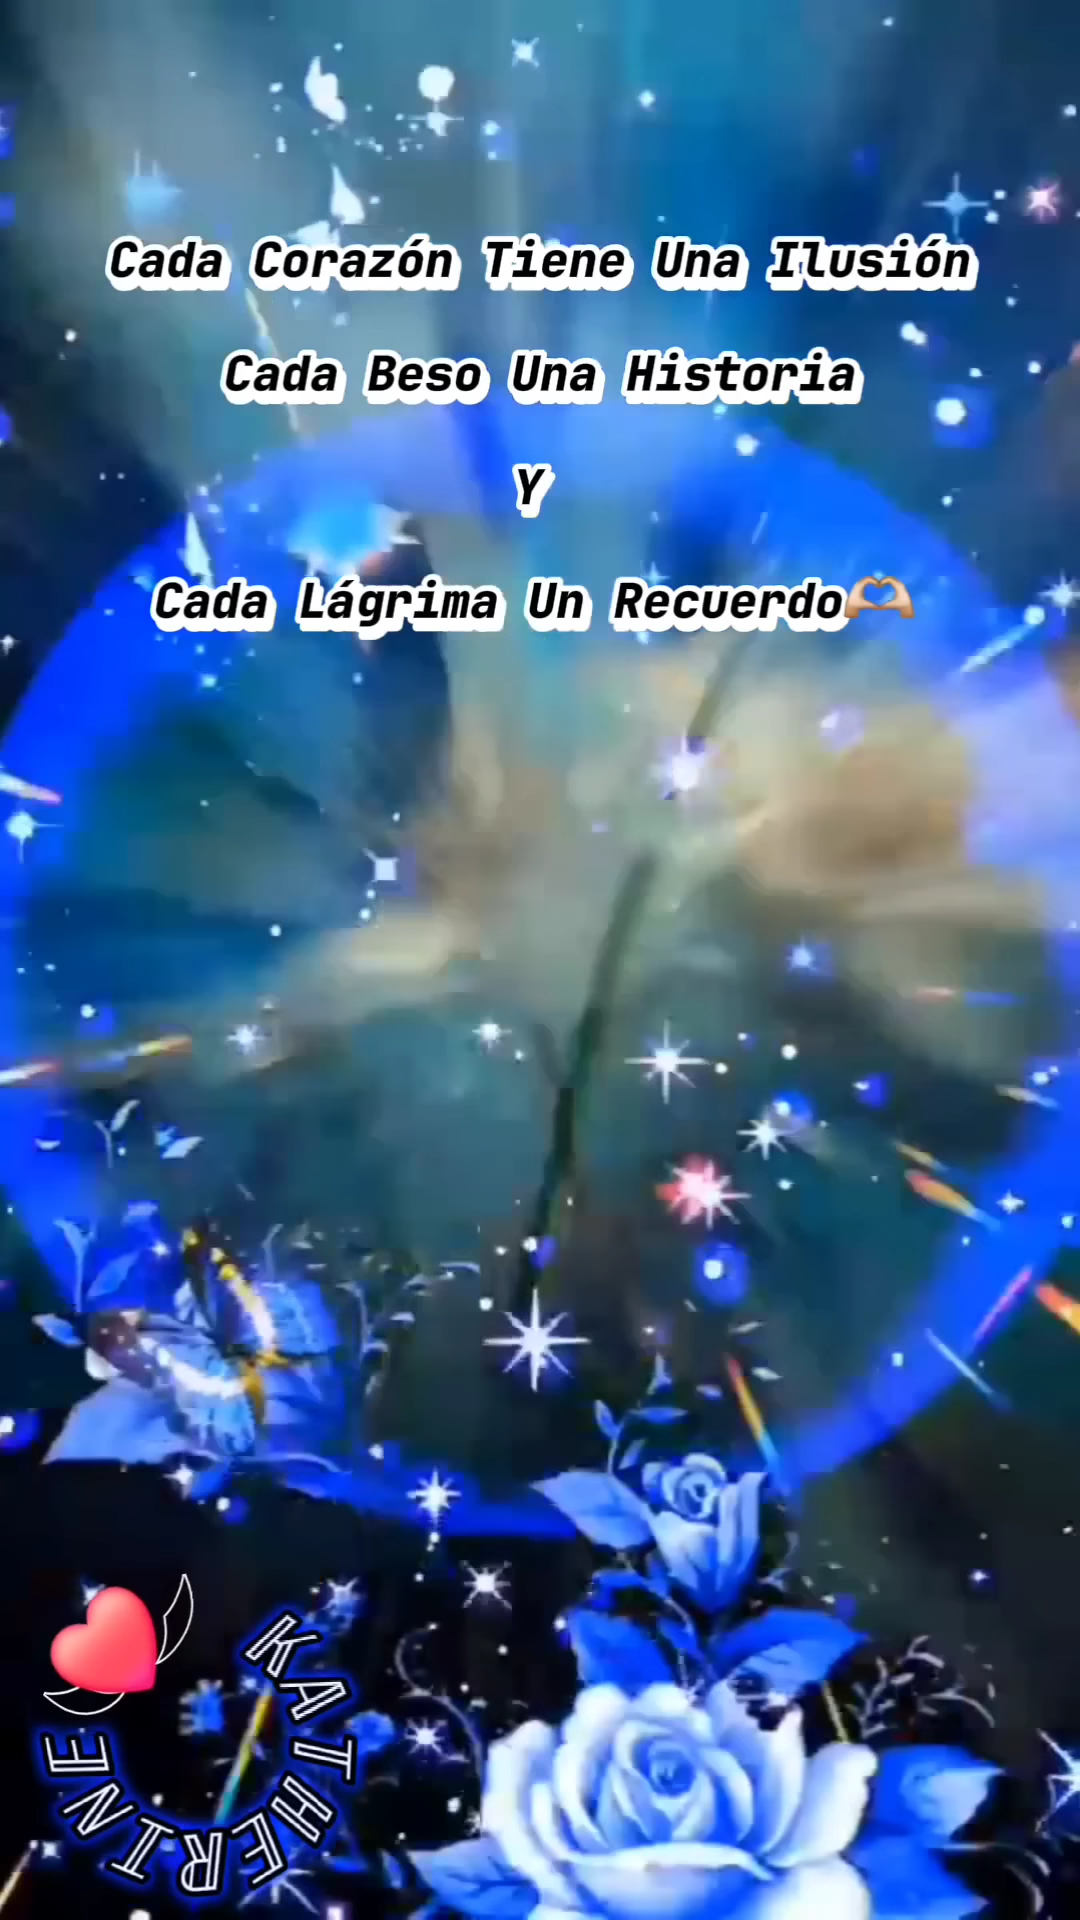 Cada Corazón Tiene Una Ilusión
Cada Beso Una Historia
Y
Cada Lágrima Un Recuerdo🫶🏼
KATHERINE